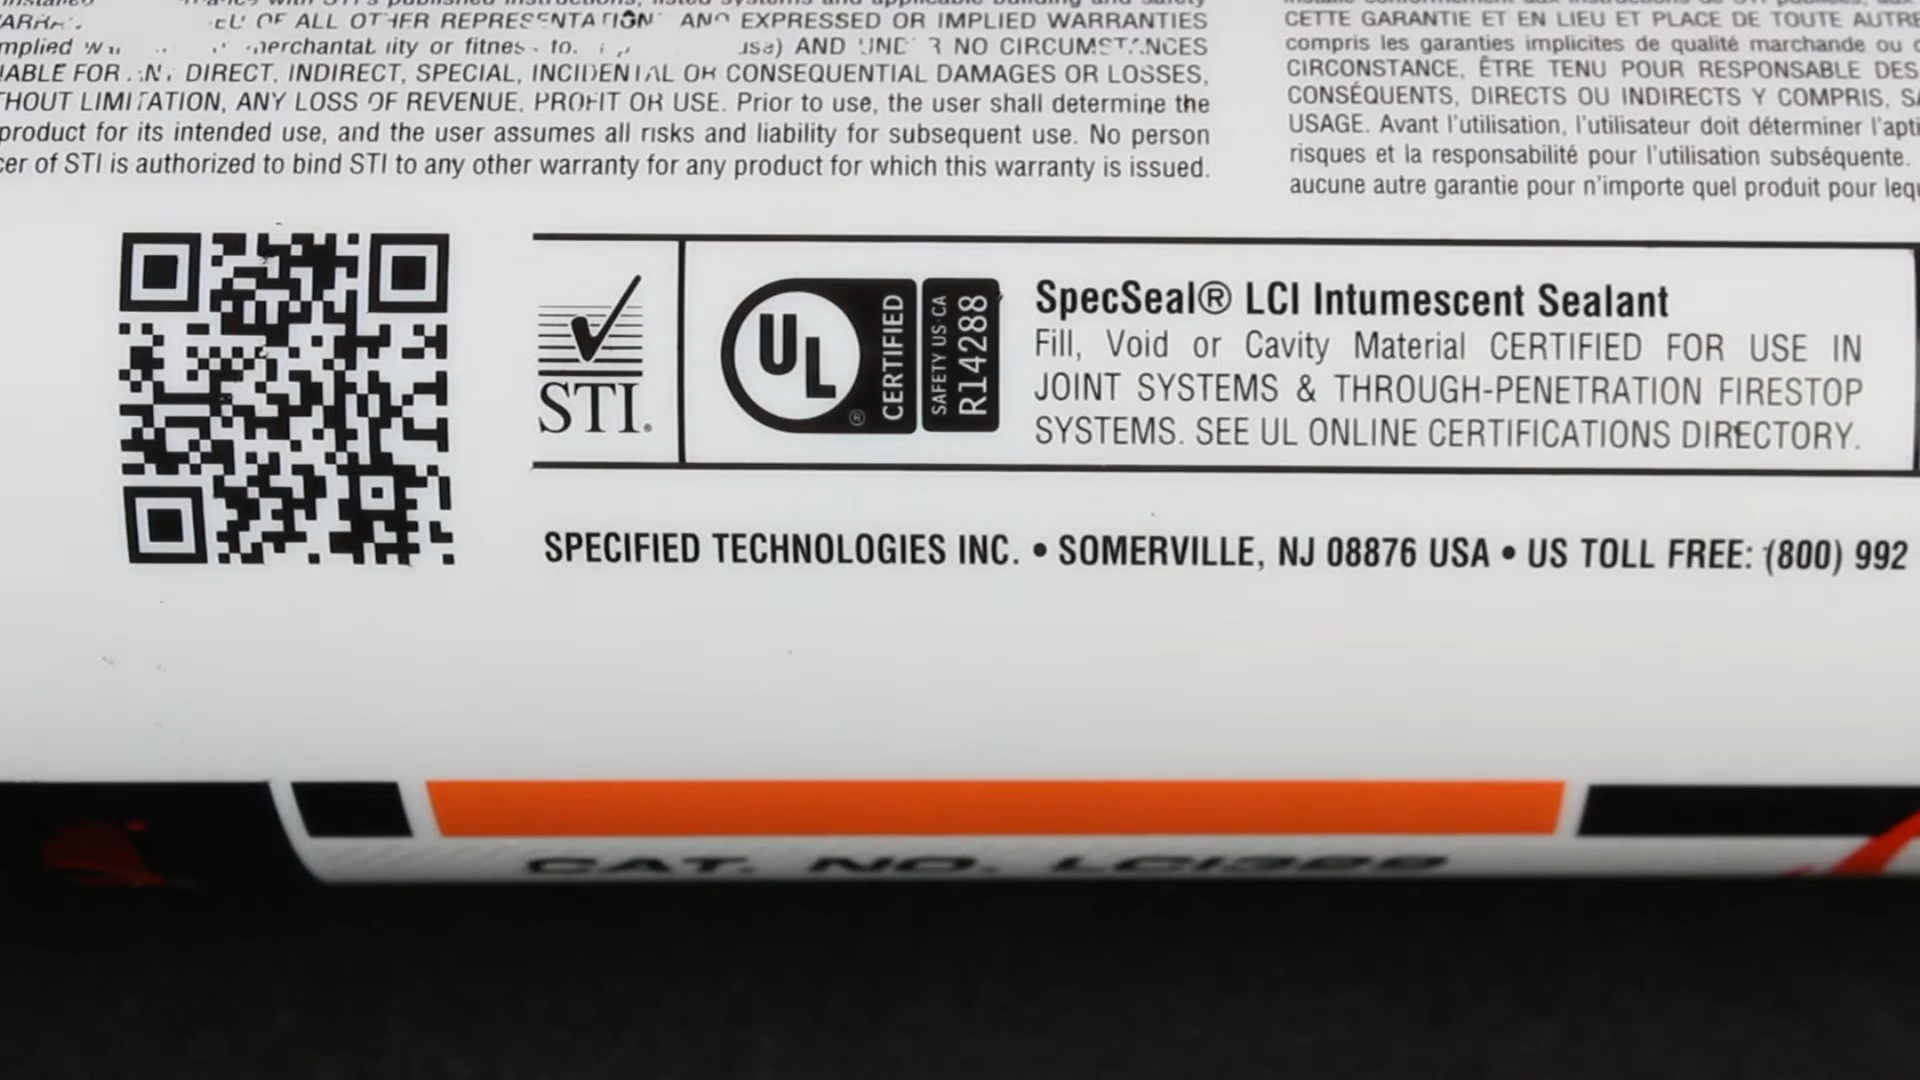 OF ALL OTHER REPRESENTATION AND EXPRESSED OR IMPLIED WARRANTIES
or fitnes to. AND NO CIRCUMSTANCES
DIRECT, INDIRECT, SPECIAL, INCIDENTAL OR CONSEQUENTIAL DAMAGES OR LOSSES,
THOUT LIMITATION, ANY LOSS OF REVENUE, PROFIT OR USE. Prior to use, the user shall determine the
product for its intended use, and the user assumes all risks and liability for subsequent use. No person
cer of STI is authorized to bind STI to any other warranty for any product for which this warranty is issued.
CETTE GARANTIE ET EN LIEU ET PLACE DE TOUTE AUTRE
compris les garanties implicites de qualité marchande ou
CIRCONSTANCE, ÊTRE TENU POUR RESPONSABLE DES
CONSÉQUENTS, DIRECTS OU INDIRECTS Y COMPRIS,
USAGE. Avant l'utilisation, l'utilisateur doit déterminer l'apti
risques et la responsabilité pour l'utilisation subséquente.
aucune autre garantie pour n'importe quel produit pour leq
STI®
UL ®
CERTIFIED
SAFETY US·CA
R14288
SpecSeal® LCI Intumescent Sealant
Fill, Void or Cavity Material CERTIFIED FOR USE IN
JOINT SYSTEMS & THROUGH-PENETRATION FIRESTOP
SYSTEMS. SEE UL ONLINE CERTIFICATIONS DIRECTORY.
SPECIFIED TECHNOLOGIES INC. • SOMERVILLE, NJ 08876 USA • US TOLL FREE: (800) 992
CAT. NO.